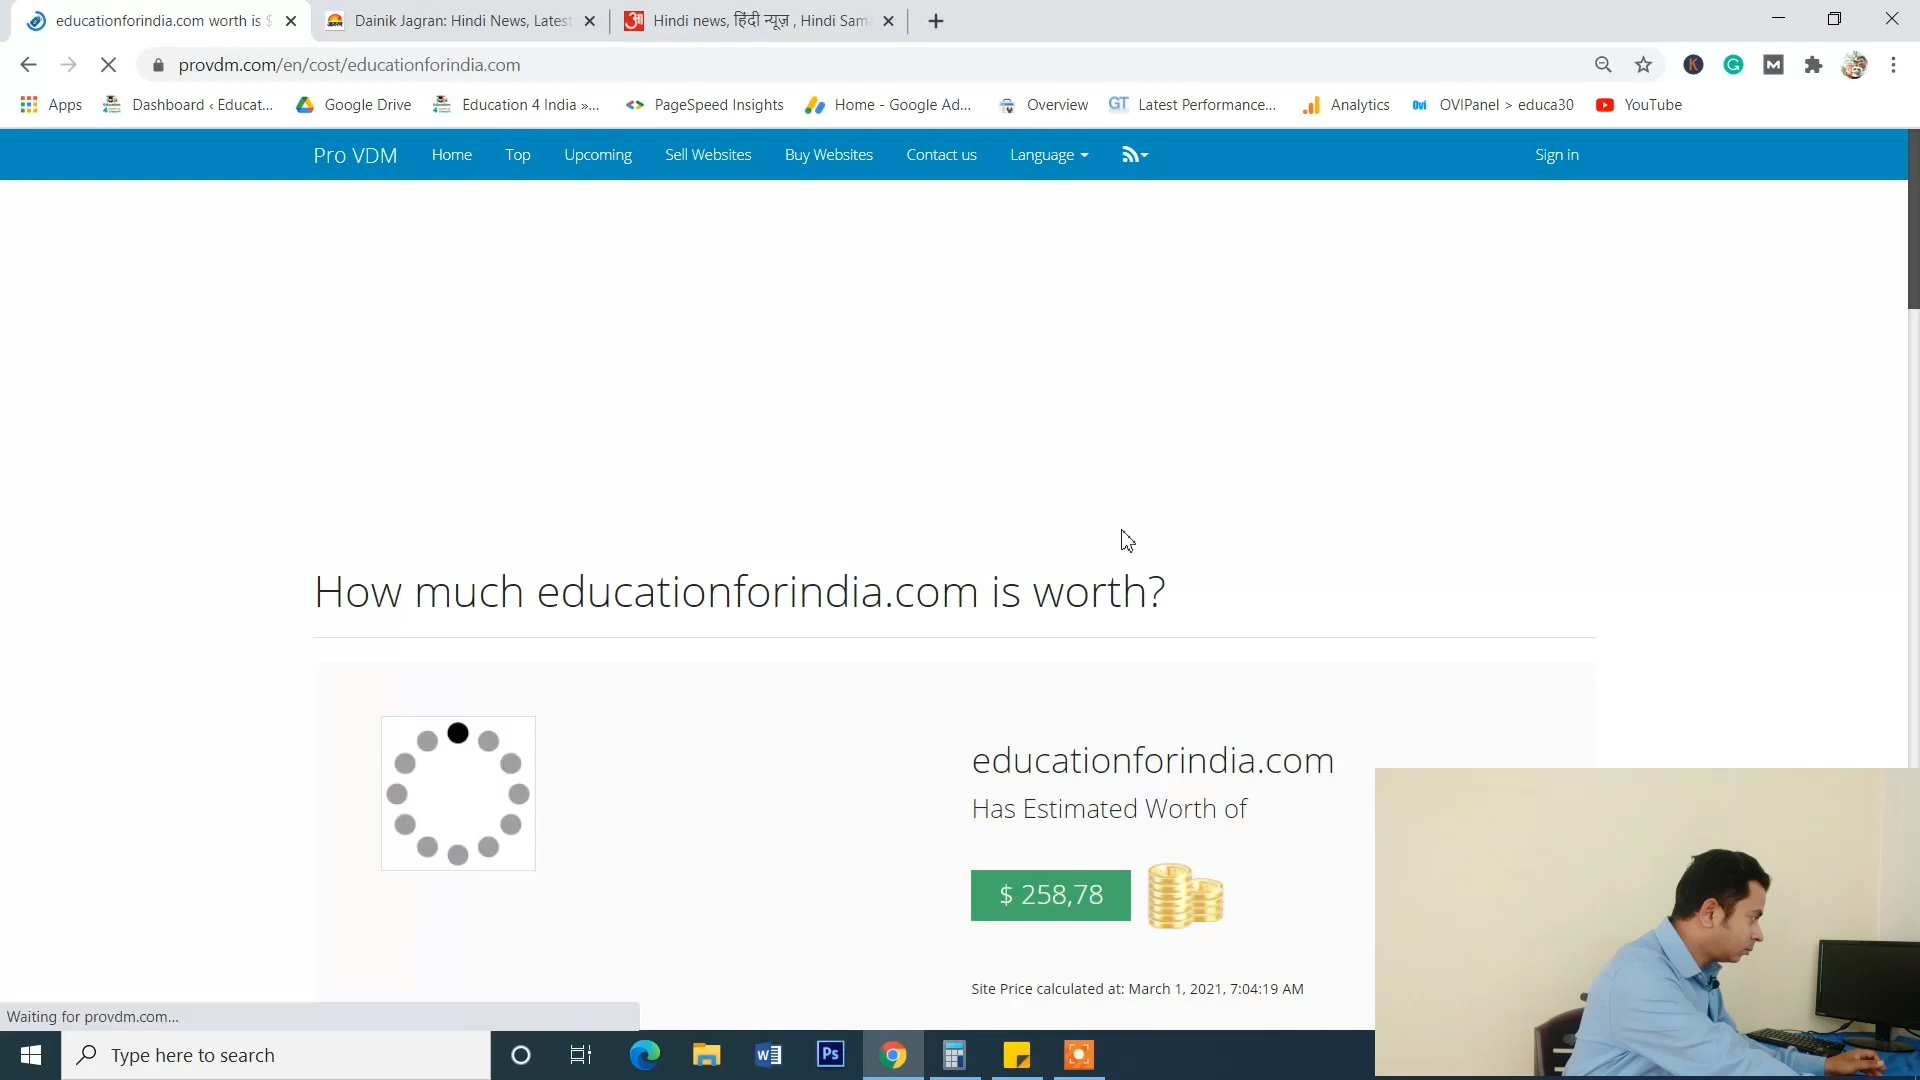 educationforindia.com worth is $
Dainik Jagran: Hindi News, Latest
Hindi news, हिंदी न्यूज़ , Hindi Sam
provdm.com/en/cost/educationforindia.com
Apps
Dashboard ‹ Educat...
Google Drive
Education 4 India »...
PageSpeed Insights
Home - Google Ad...
Overview
GT
Latest Performance...
Analytics
Ovi
OVIPanel > educa30
YouTube
Pro VDM
Home
Top
Upcoming
Sell Websites
Buy Websites
Contact us
Language
Sign in
How much educationforindia.com is worth?
educationforindia.com
Has Estimated Worth of
$ 258,78
Site Price calculated at: March 1, 2021, 7:04:19 AM
Waiting for provdm.com...
Type here to search
Ps